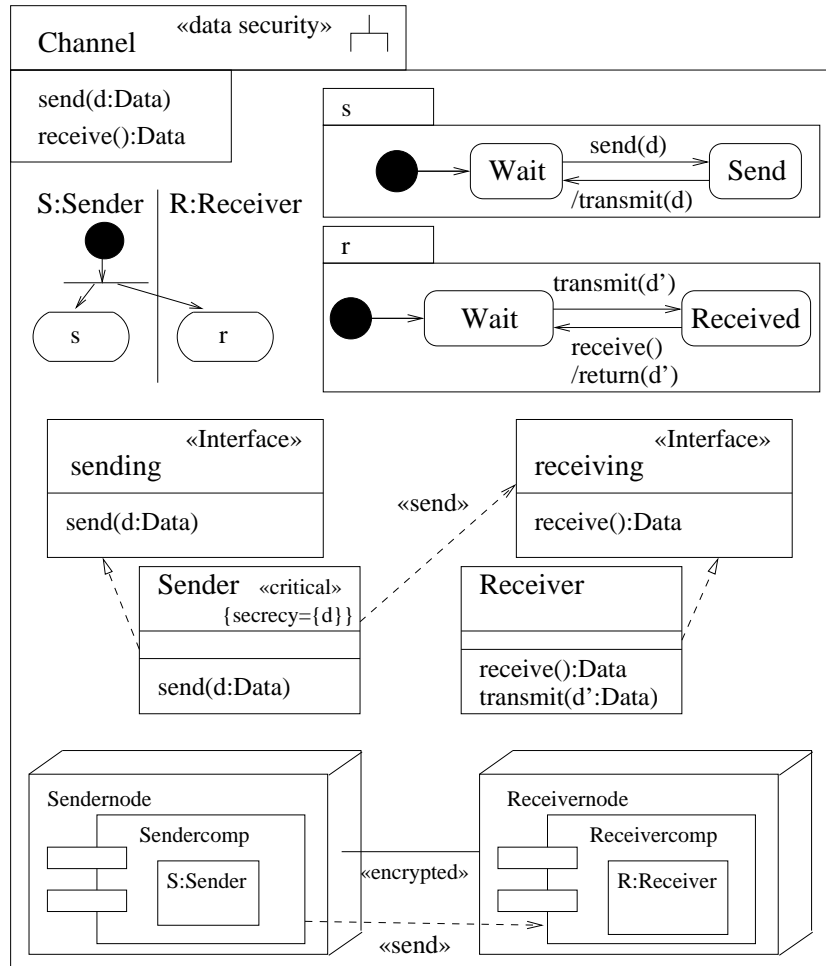 Channel «data security»
send(d:Data)
receive():Data
s
Wait
send(d)
/transmit(d)
Send
S:Sender
R:Receiver
s
r
r
Wait
transmit(d')
receive()
/return(d')
Received
«Interface»
sending
send(d:Data)
«send»
«Interface»
receiving
receive():Data
Sender «critical»
{secrecy={d}}
send(d:Data)
Receiver
receive():Data
transmit(d':Data)
Sendernode
Sendercomp
S:Sender
«encrypted»
«send»
Receivernode
Receivercomp
R:Receiver